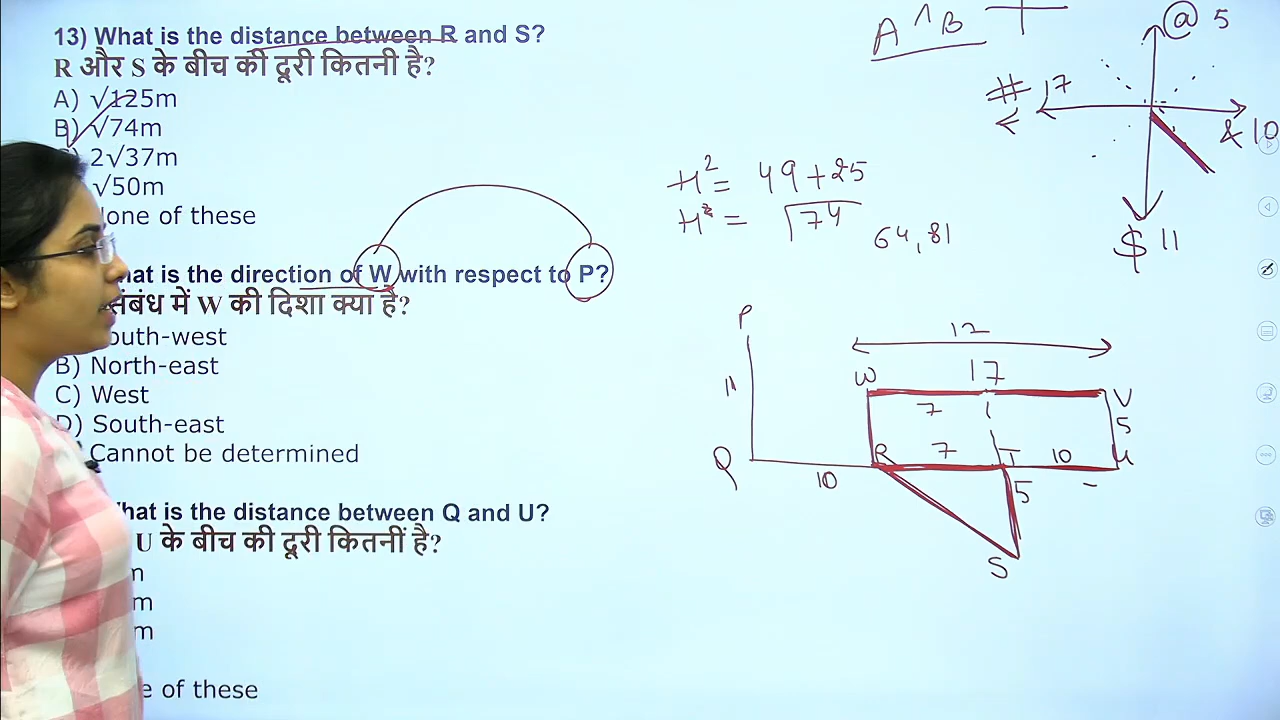 13) What is the distance between R and S?
R और S के बीच की दूरी कितनी है?
A) √125m
B) √74m
2√37m
√50m
None of these
What is the direction of W with respect to P?
संबंध में W की दिशा क्या है?
South-west
B) North-east
C) West
D) South-east
Cannot be determined
What is the distance between Q and U?
U के बीच की दूरी कितनीं है?
m
m
m
of these
A ^ B
@ 5
# 17
& 10
$ 11
H² = 49 + 25
H² = √74
64, 81
P
12
W 17 V
11 7 5
Q R 7 T 10 U
10 5
S